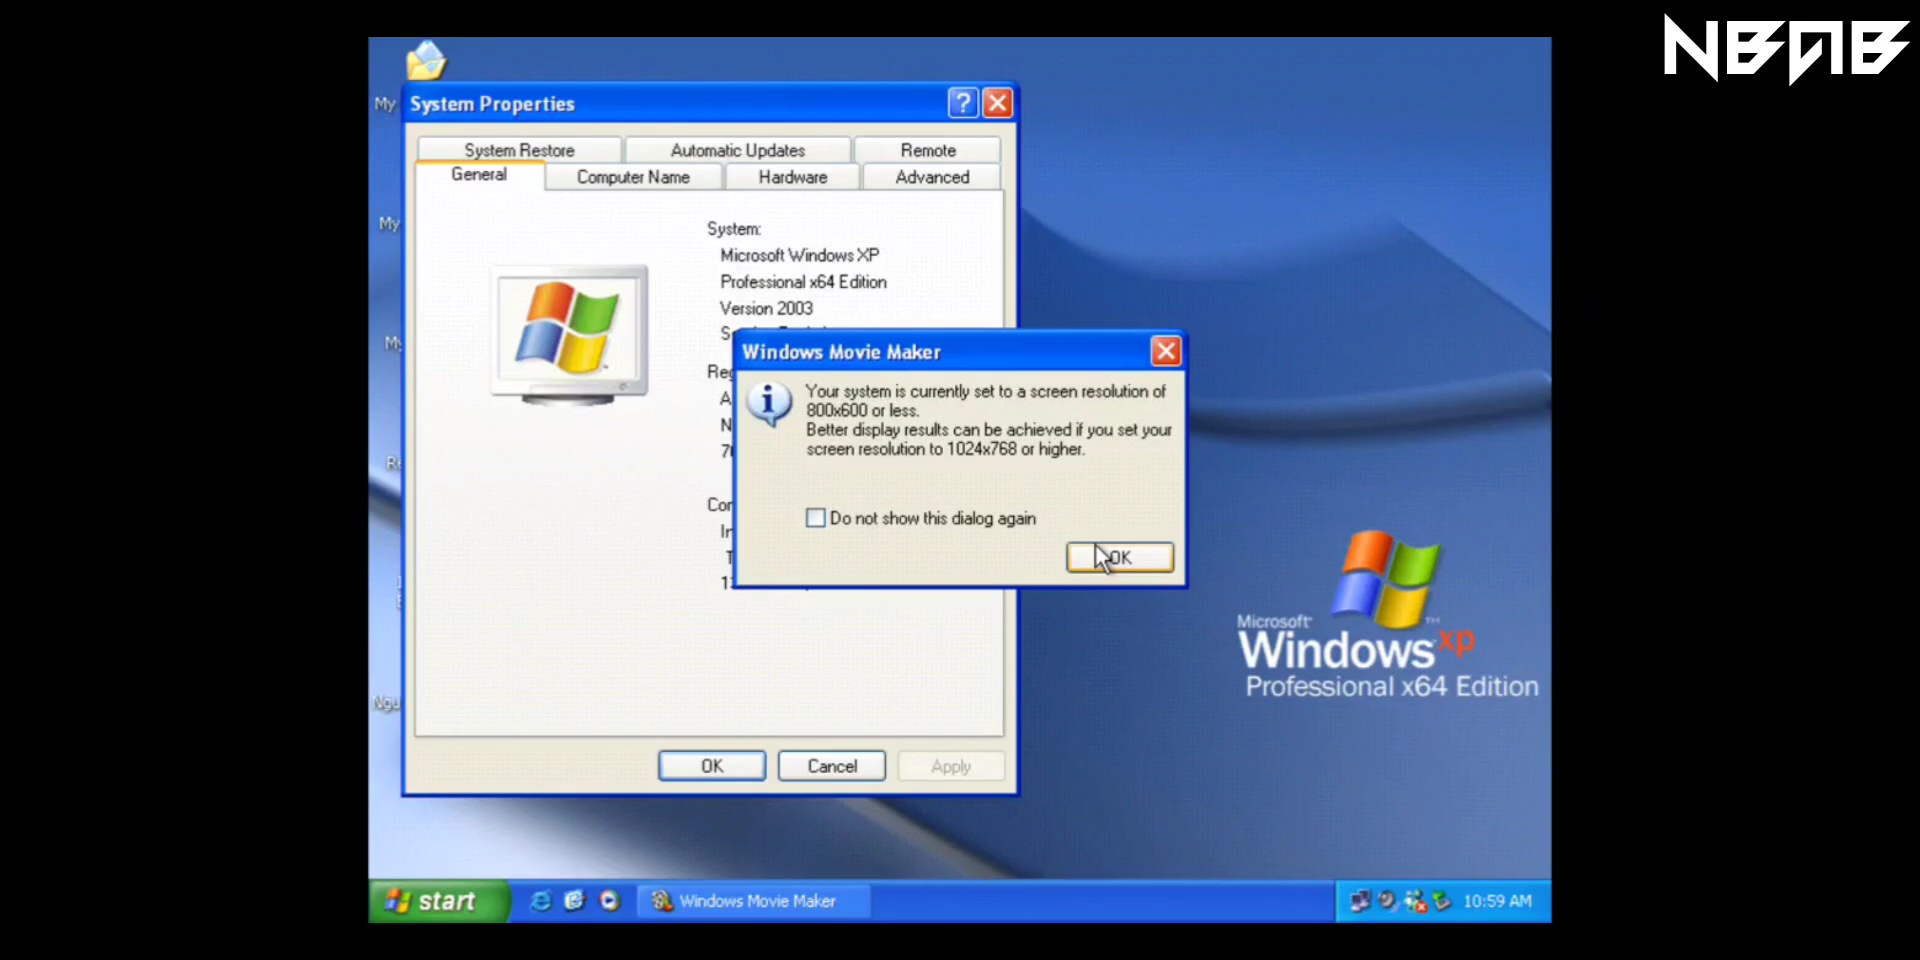 NBAB
My
System Properties
System Restore
Automatic Updates
Remote
General
Computer Name
Hardware
Advanced
My
System:
Microsoft Windows XP
Professional x64 Edition
Version 2003
Windows Movie Maker
Your system is currently set to a screen resolution of
800x600 or less.
Better display results can be achieved if you set your
screen resolution to 1024x768 or higher.
Do not show this dialog again
OK
Microsoft
Windows xp
Professional x64 Edition
OK
Cancel
Apply
start
Windows Movie Maker
10:59 AM